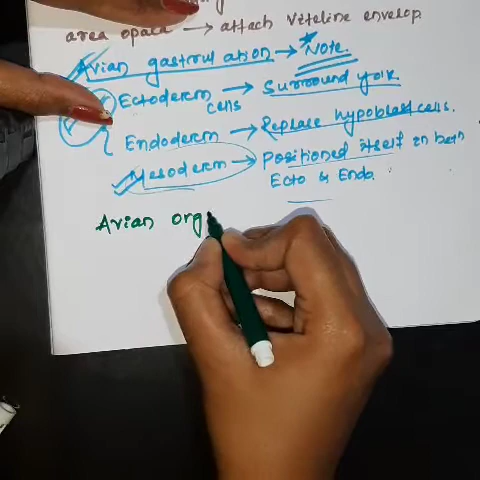 area opaca → attach viteline envelop
Avian gastrulation → Note
Ectoderm cells → Surround yolk
Endoderm → Replace hypoblast cells.
Mesoderm → Positioned itself in betn
Ecto & Endo.
Avian org